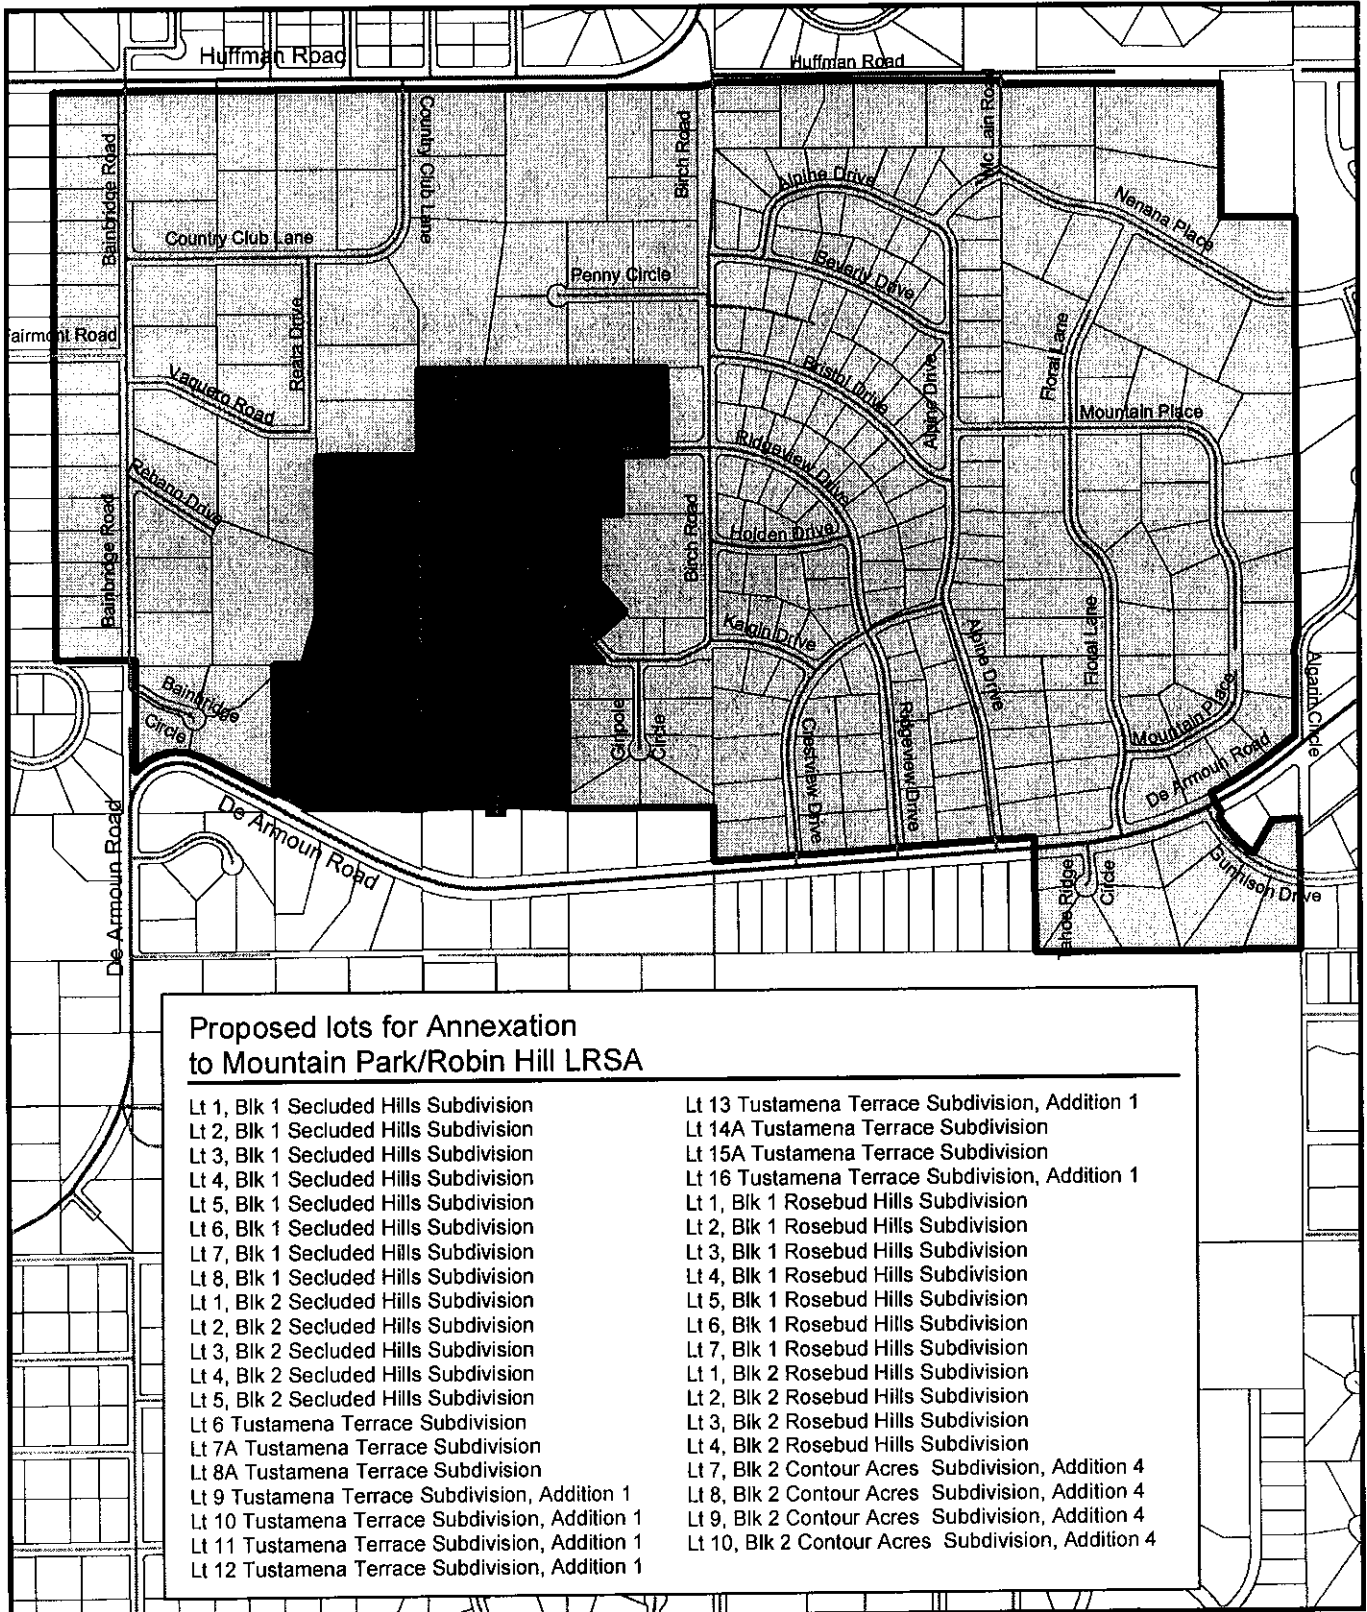 Huffman Road
Huffman Road
Bainbridge Road
Country Club Lane
Birch Road
Mc Lain Road
Alpine Drive
Nenana Place
Country Club Lane
Beverly Drive
Penny Circle
Reata Drive
Floral Lane
Fairmont Road
Bristol Drive
Alpine Drive
Vaquero Road
Mountain Place
Ridgeview Drive
Rebano Drive
Bainbridge Road
Birch Road
Holden Drive
Kaigin Drive
Alpine Drive
Floral Lane
Bainbridge
Circle
Ginpole
Circle
Crestview Drive
Ridgeview Drive
Mountain Place
De Armoun Road
Algarin Circle
De Armoun Road
De Armoun Road
Gunnison Drive
Ridge
Circle
Proposed lots for Annexation
to Mountain Park/Robin Hill LRSA
Lt 1, Blk 1 Secluded Hills Subdivision
Lt 2, Blk 1 Secluded Hills Subdivision
Lt 3, Blk 1 Secluded Hills Subdivision
Lt 4, Blk 1 Secluded Hills Subdivision
Lt 5, Blk 1 Secluded Hills Subdivision
Lt 6, Blk 1 Secluded Hills Subdivision
Lt 7, Blk 1 Secluded Hills Subdivision
Lt 8, Blk 1 Secluded Hills Subdivision
Lt 1, Blk 2 Secluded Hills Subdivision
Lt 2, Blk 2 Secluded Hills Subdivision
Lt 3, Blk 2 Secluded Hills Subdivision
Lt 4, Blk 2 Secluded Hills Subdivision
Lt 5, Blk 2 Secluded Hills Subdivision
Lt 6 Tustamena Terrace Subdivision
Lt 7A Tustamena Terrace Subdivision
Lt 8A Tustamena Terrace Subdivision
Lt 9 Tustamena Terrace Subdivision, Addition 1
Lt 10 Tustamena Terrace Subdivision, Addition 1
Lt 11 Tustamena Terrace Subdivision, Addition 1
Lt 12 Tustamena Terrace Subdivision, Addition 1
Lt 13 Tustamena Terrace Subdivision, Addition 1
Lt 14A Tustamena Terrace Subdivision
Lt 15A Tustamena Terrace Subdivision
Lt 16 Tustamena Terrace Subdivision, Addition 1
Lt 1, Blk 1 Rosebud Hills Subdivision
Lt 2, Blk 1 Rosebud Hills Subdivision
Lt 3, Blk 1 Rosebud Hills Subdivision
Lt 4, Blk 1 Rosebud Hills Subdivision
Lt 5, Blk 1 Rosebud Hills Subdivision
Lt 6, Blk 1 Rosebud Hills Subdivision
Lt 7, Blk 1 Rosebud Hills Subdivision
Lt 1, Blk 2 Rosebud Hills Subdivision
Lt 2, Blk 2 Rosebud Hills Subdivision
Lt 3, Blk 2 Rosebud Hills Subdivision
Lt 4, Blk 2 Rosebud Hills Subdivision
Lt 7, Blk 2 Contour Acres Subdivision, Addition 4
Lt 8, Blk 2 Contour Acres Subdivision, Addition 4
Lt 9, Blk 2 Contour Acres Subdivision, Addition 4
Lt 10, Blk 2 Contour Acres Subdivision, Addition 4